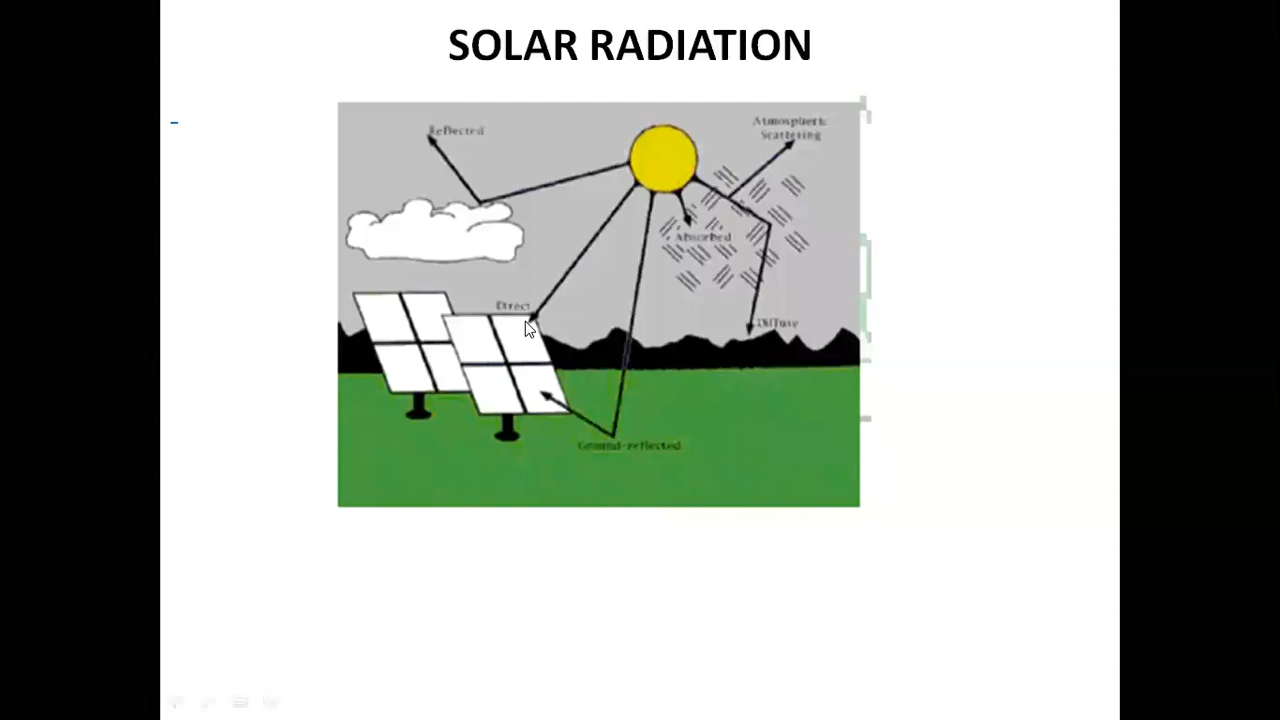 SOLAR RADIATION
Reflected
Atmospheric
Scattering
Absorbed
Direct
Diffuse
Ground-reflected